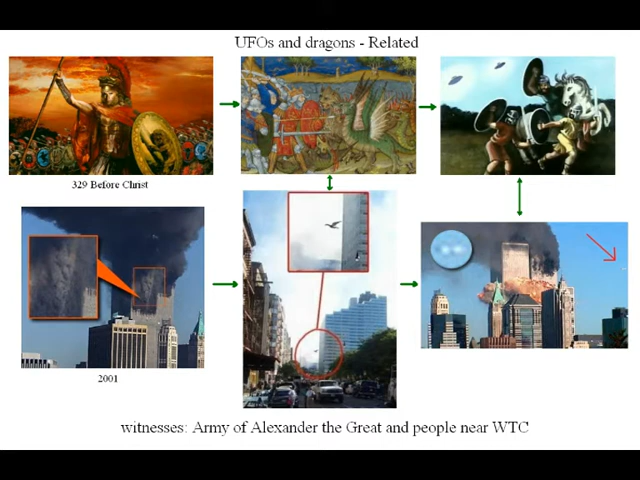 UFOs and dragons - Related
329 Before Christ
2001
witnesses: Army of Alexander the Great and people near WTC